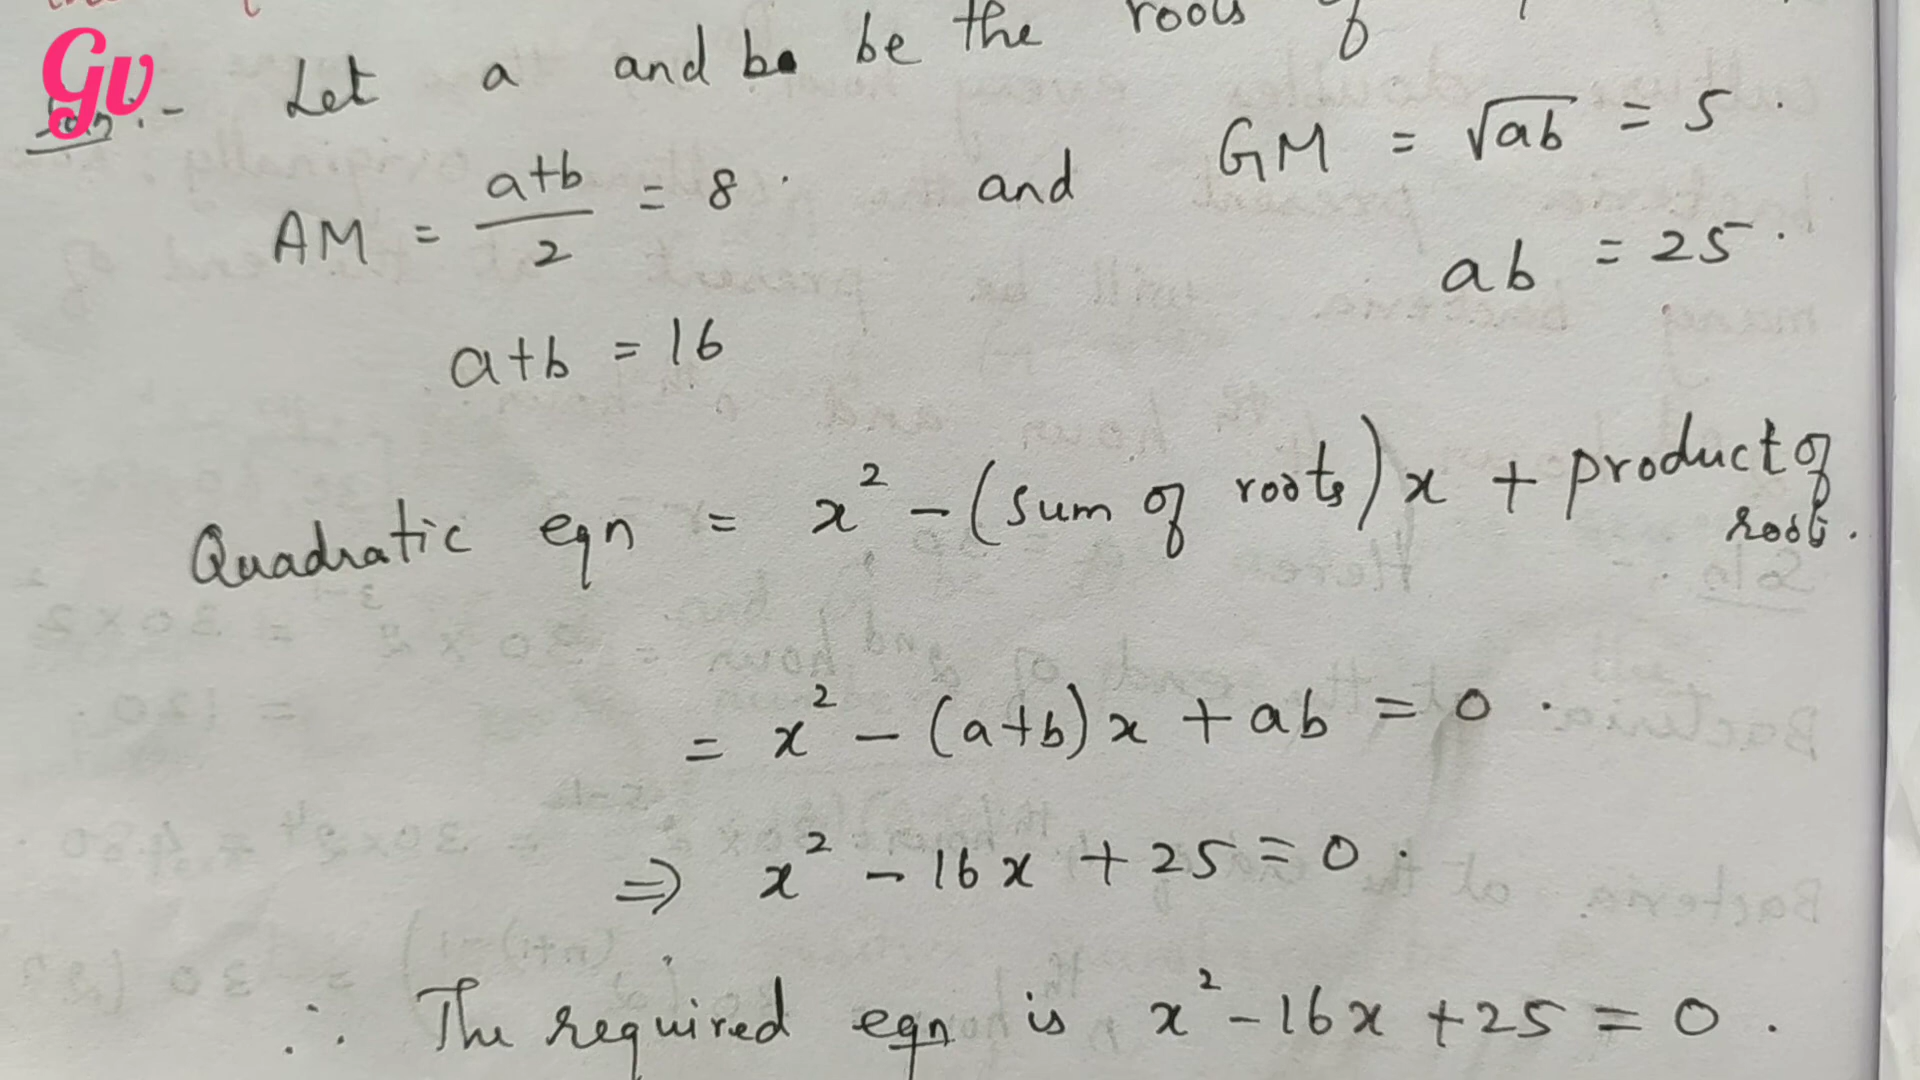 Gv
Soln:- Let a and b be the roots of
AM = a+b/2 = 8 . and GM = √ab = 5 .
a+b = 16
ab = 25 .
Quadratic eqn = x² - (sum of roots) x + product of roots .
= x² - (a+b) x + ab = 0 .
⇒ x² - 16x + 25 = 0 .
∴ The required eqn is x² - 16x + 25 = 0 .